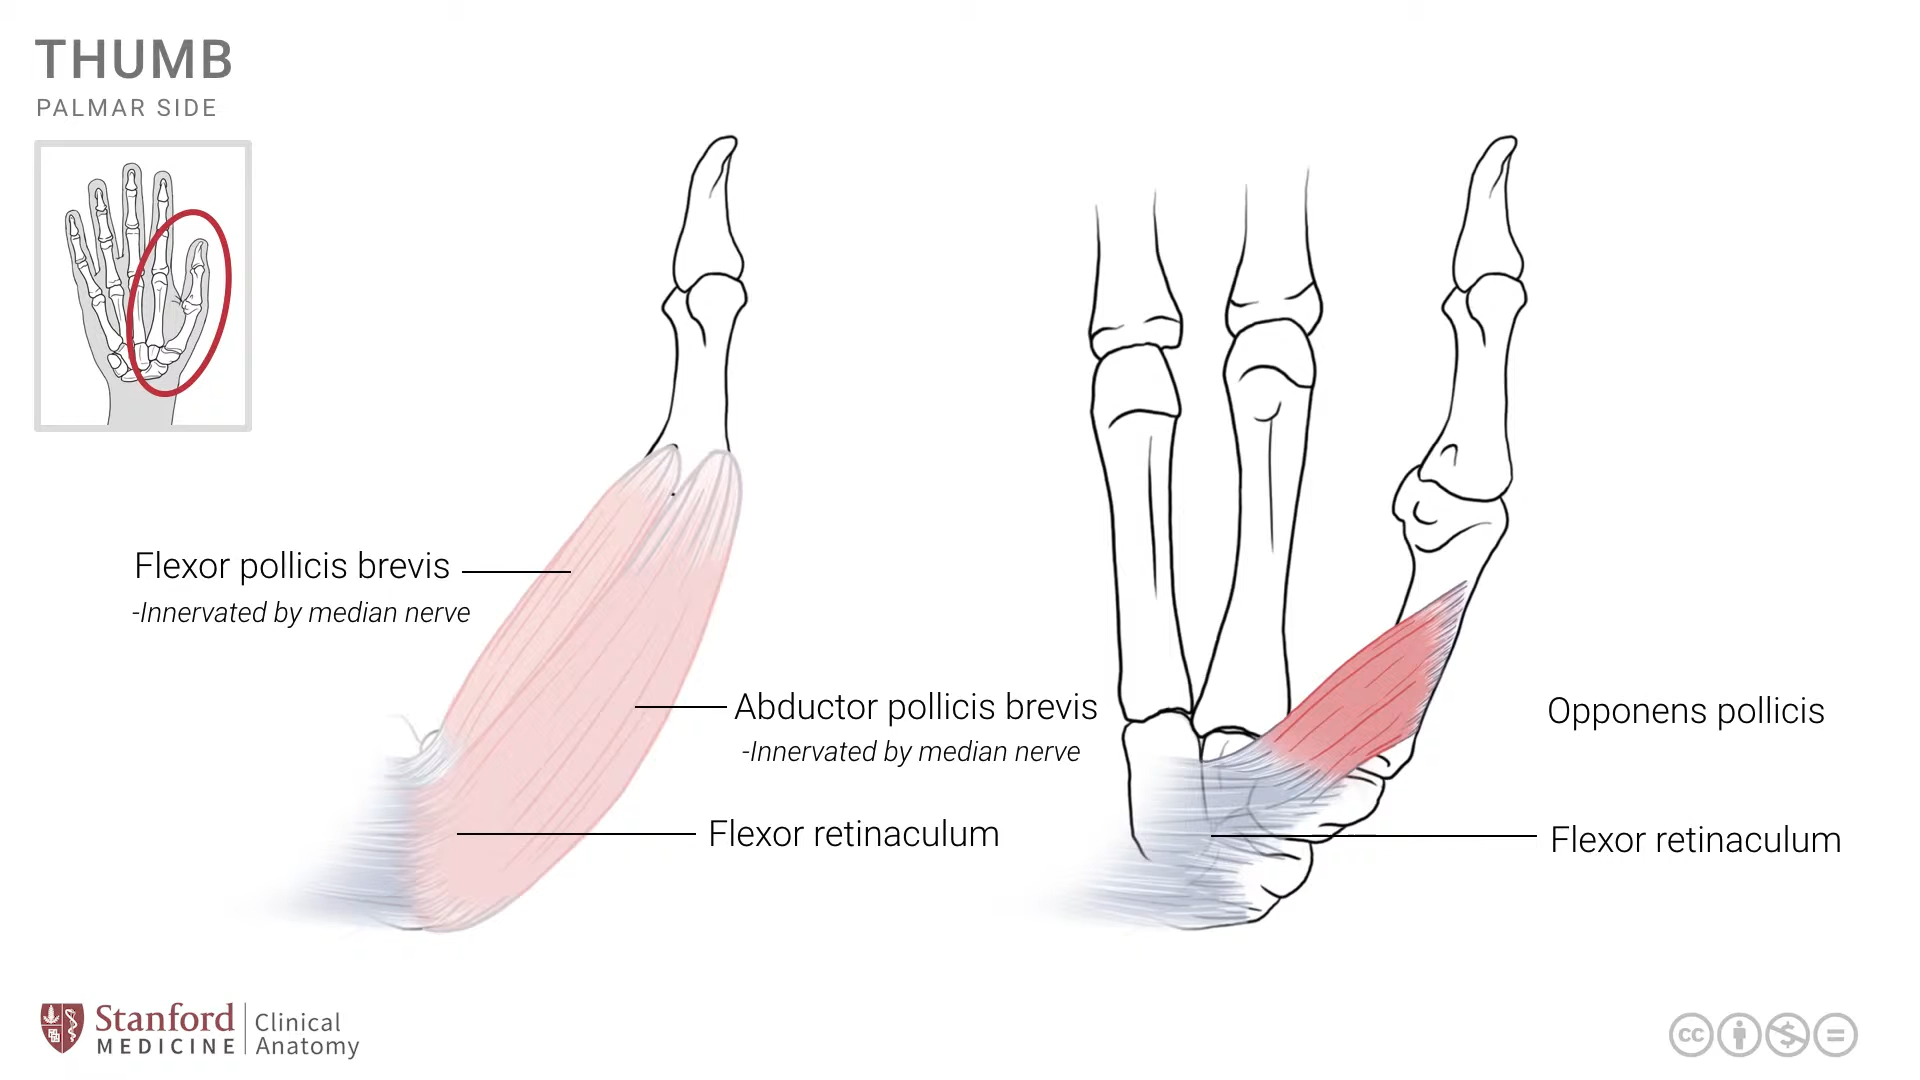 THUMB
PALMAR SIDE
Flexor pollicis brevis
-Innervated by median nerve
Abductor pollicis brevis
-Innervated by median nerve
Flexor retinaculum
Opponens pollicis
Flexor retinaculum
Stanford
MEDICINE
Clinical
Anatomy
cc